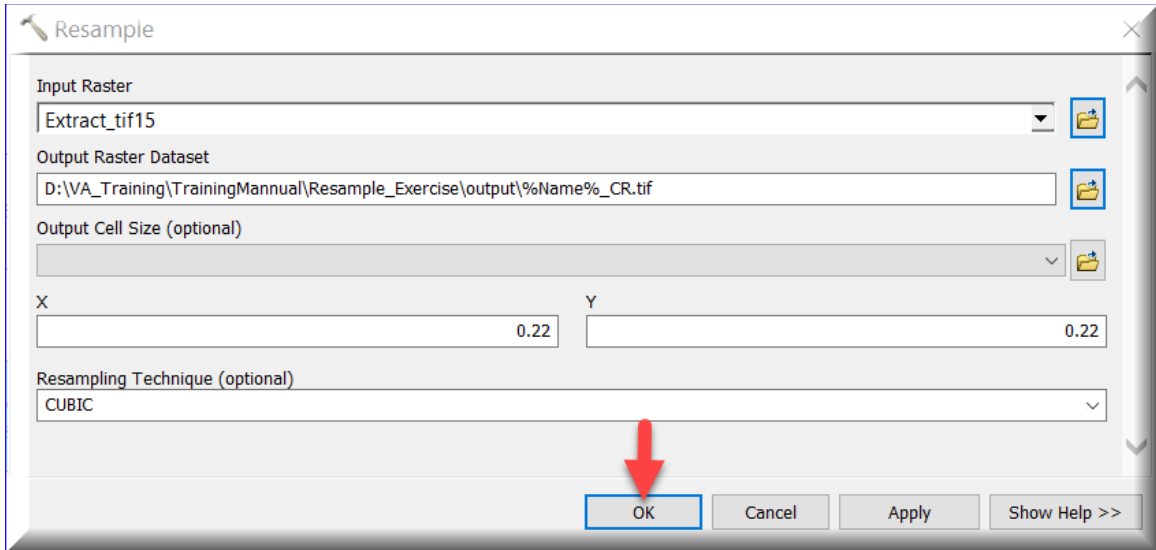 Resample
Input Raster
Extract_tif15
Output Raster Dataset
D:\VA_Training\TrainingMannual\Resample_Exercise\output\%Name%_CR.tif
Output Cell Size (optional)
X Y
0.22 0.22
Resampling Technique (optional)
CUBIC
OK Cancel Apply Show Help >>